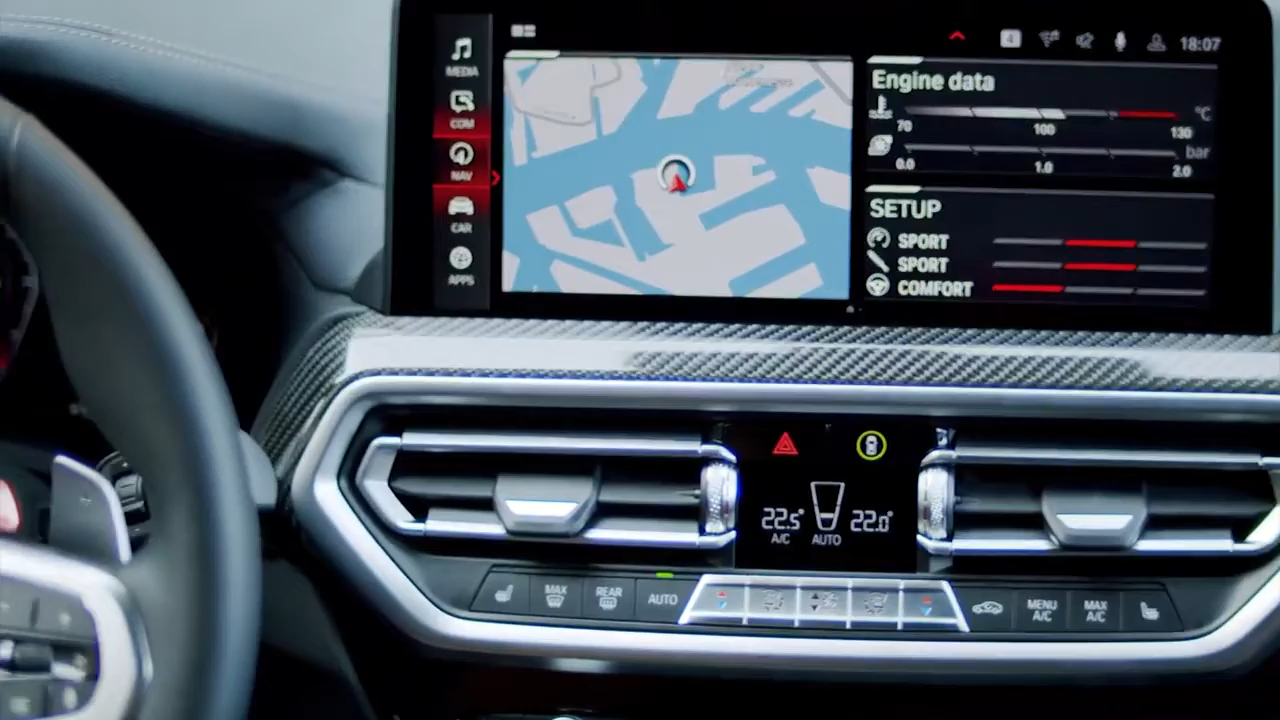 4
18:07
MEDIA
COM
NAV
CAR
APPS
Engine data
°C
70 100 130
bar
0.0 1.0 2.0
SETUP
SPORT
SPORT
COMFORT
22.5° 22.0°
A/C AUTO
MAX
REAR
AUTO
MENU
A/C
MAX
A/C